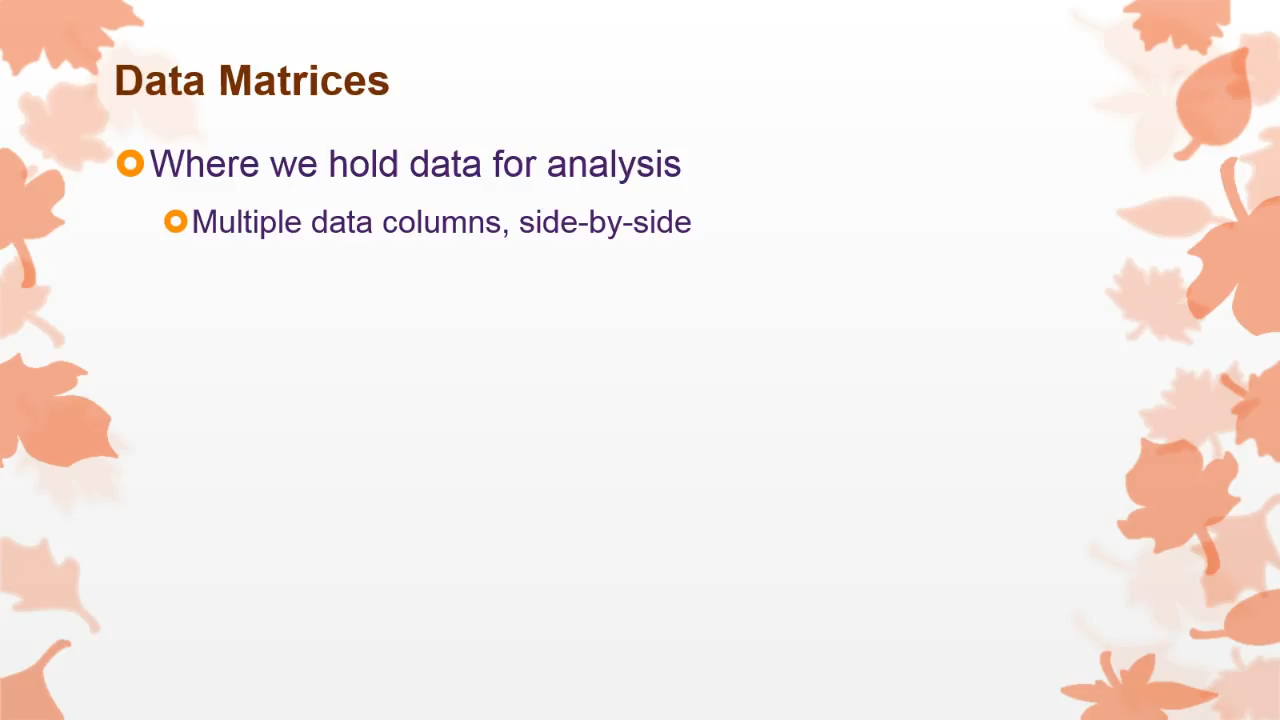 Data Matrices
Where we hold data for analysis
Multiple data columns, side-by-side